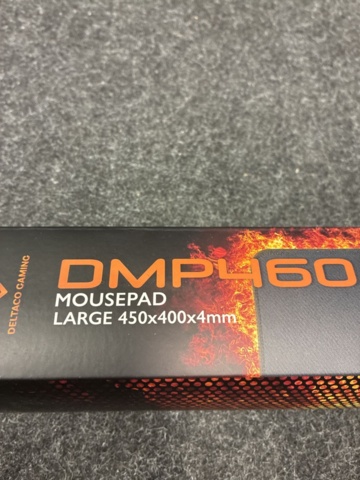 DELTACO GAMING
DMP460
MOUSEPAD
LARGE 450x400x4mm